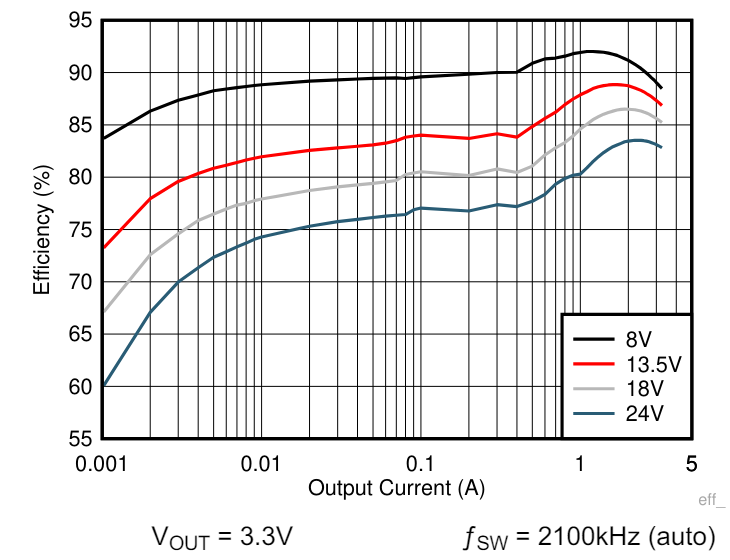 95
90
85
80
75
70
65
60
55
Efficiency (%)
8V
13.5V
18V
24V
0.001 0.01 0.1 1 5
Output Current (A)
eff_
VOUT = 3.3V ƒSW = 2100kHz (auto)